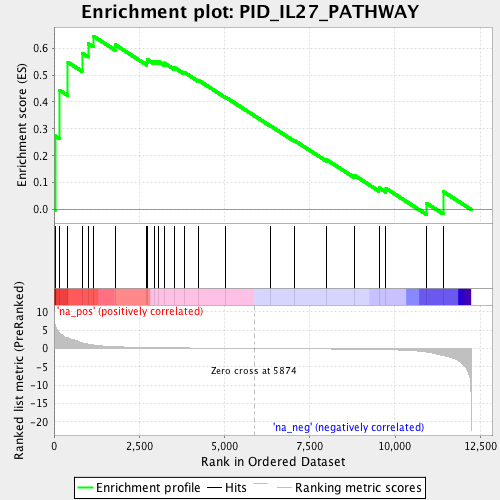 Enrichment plot: PID_IL27_PATHWAY
Enrichment score (ES)
0.6
0.5
0.4
0.3
0.2
0.1
0.0
'na_pos' (positively correlated)
Ranked list metric (PreRanked)
10
5
0
-5
-10
-15
-20
Zero cross at 5874
'na_neg' (negatively correlated)
0
2,500
5,000
7,500
10,000
12,500
Rank in Ordered Dataset
Enrichment profile
Hits
Ranking metric scores